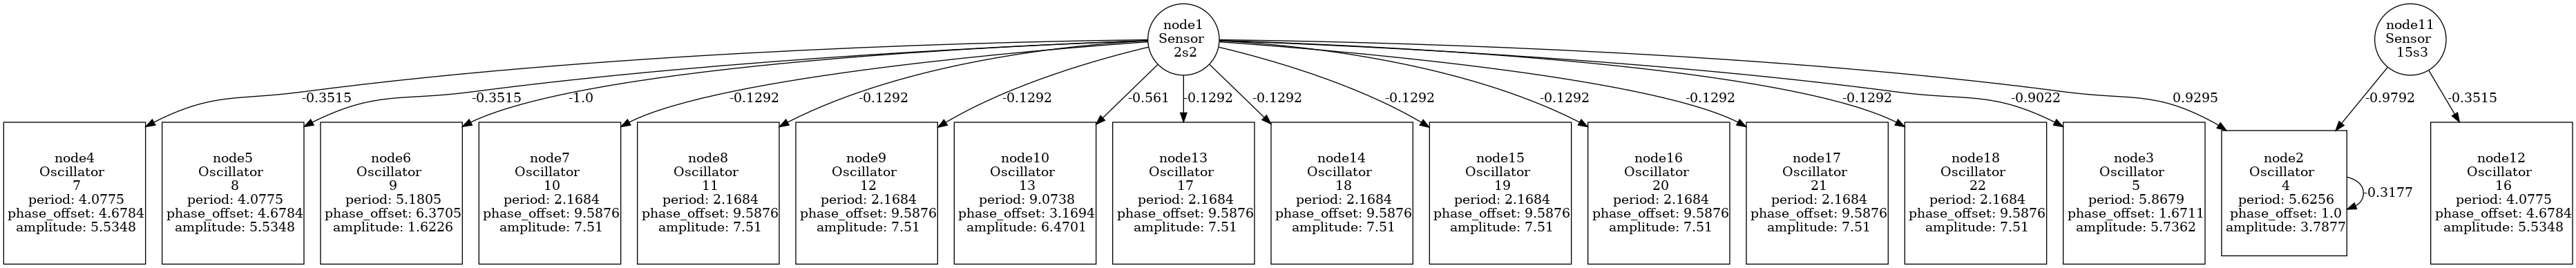 node1
Sensor
2s2
node11
Sensor
15s3
-0.3515
-0.3515
-1.0
-0.1292
-0.1292
-0.1292
-0.561
-0.1292
-0.1292
-0.1292
-0.1292
-0.1292
-0.1292
-0.9022
0.9295
-0.9792
-0.3515
node4
Oscillator
7
period: 4.0775
phase_offset: 4.6784
amplitude: 5.5348
node5
Oscillator
8
period: 4.0775
phase_offset: 4.6784
amplitude: 5.5348
node6
Oscillator
9
period: 5.1805
phase_offset: 6.3705
amplitude: 1.6226
node7
Oscillator
10
period: 2.1684
phase_offset: 9.5876
amplitude: 7.51
node8
Oscillator
11
period: 2.1684
phase_offset: 9.5876
amplitude: 7.51
node9
Oscillator
12
period: 2.1684
phase_offset: 9.5876
amplitude: 7.51
node10
Oscillator
13
period: 9.0738
phase_offset: 3.1694
amplitude: 6.4701
node13
Oscillator
17
period: 2.1684
phase_offset: 9.5876
amplitude: 7.51
node14
Oscillator
18
period: 2.1684
phase_offset: 9.5876
amplitude: 7.51
node15
Oscillator
19
period: 2.1684
phase_offset: 9.5876
amplitude: 7.51
node16
Oscillator
20
period: 2.1684
phase_offset: 9.5876
amplitude: 7.51
node17
Oscillator
21
period: 2.1684
phase_offset: 9.5876
amplitude: 7.51
node18
Oscillator
22
period: 2.1684
phase_offset: 9.5876
amplitude: 7.51
node3
Oscillator
5
period: 5.8679
phase_offset: 1.6711
amplitude: 5.7362
node2
Oscillator
4
period: 5.6256
phase_offset: 1.0
amplitude: 3.7877
-0.3177
node12
Oscillator
16
period: 4.0775
phase_offset: 4.6784
amplitude: 5.5348